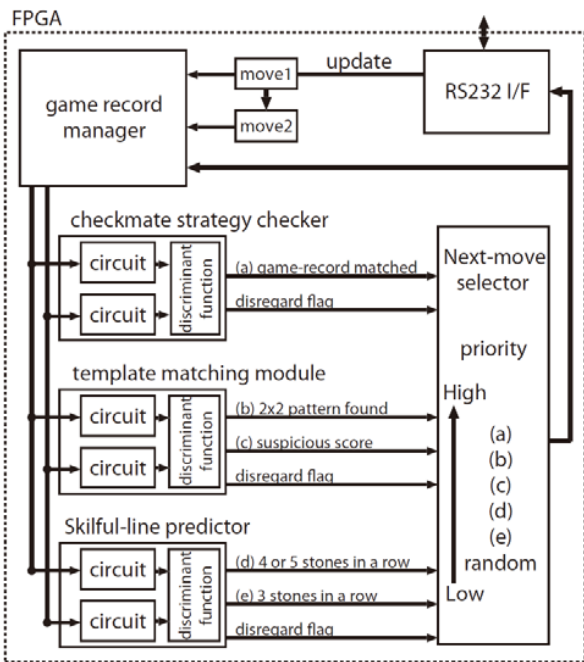 FPGA
game record
manager
move1
move2
update
RS232 I/F
checkmate strategy checker
circuit
circuit
discriminant
function
(a) game-record matched
disregard flag
template matching module
circuit
circuit
discriminant
function
(b) 2x2 pattern found
(c) suspicious score
disregard flag
Skilful-line predictor
circuit
circuit
discriminant
function
(d) 4 or 5 stones in a row
(e) 3 stones in a row
disregard flag
Next-move
selector
priority
High
(a)
(b)
(c)
(d)
(e)
random
Low